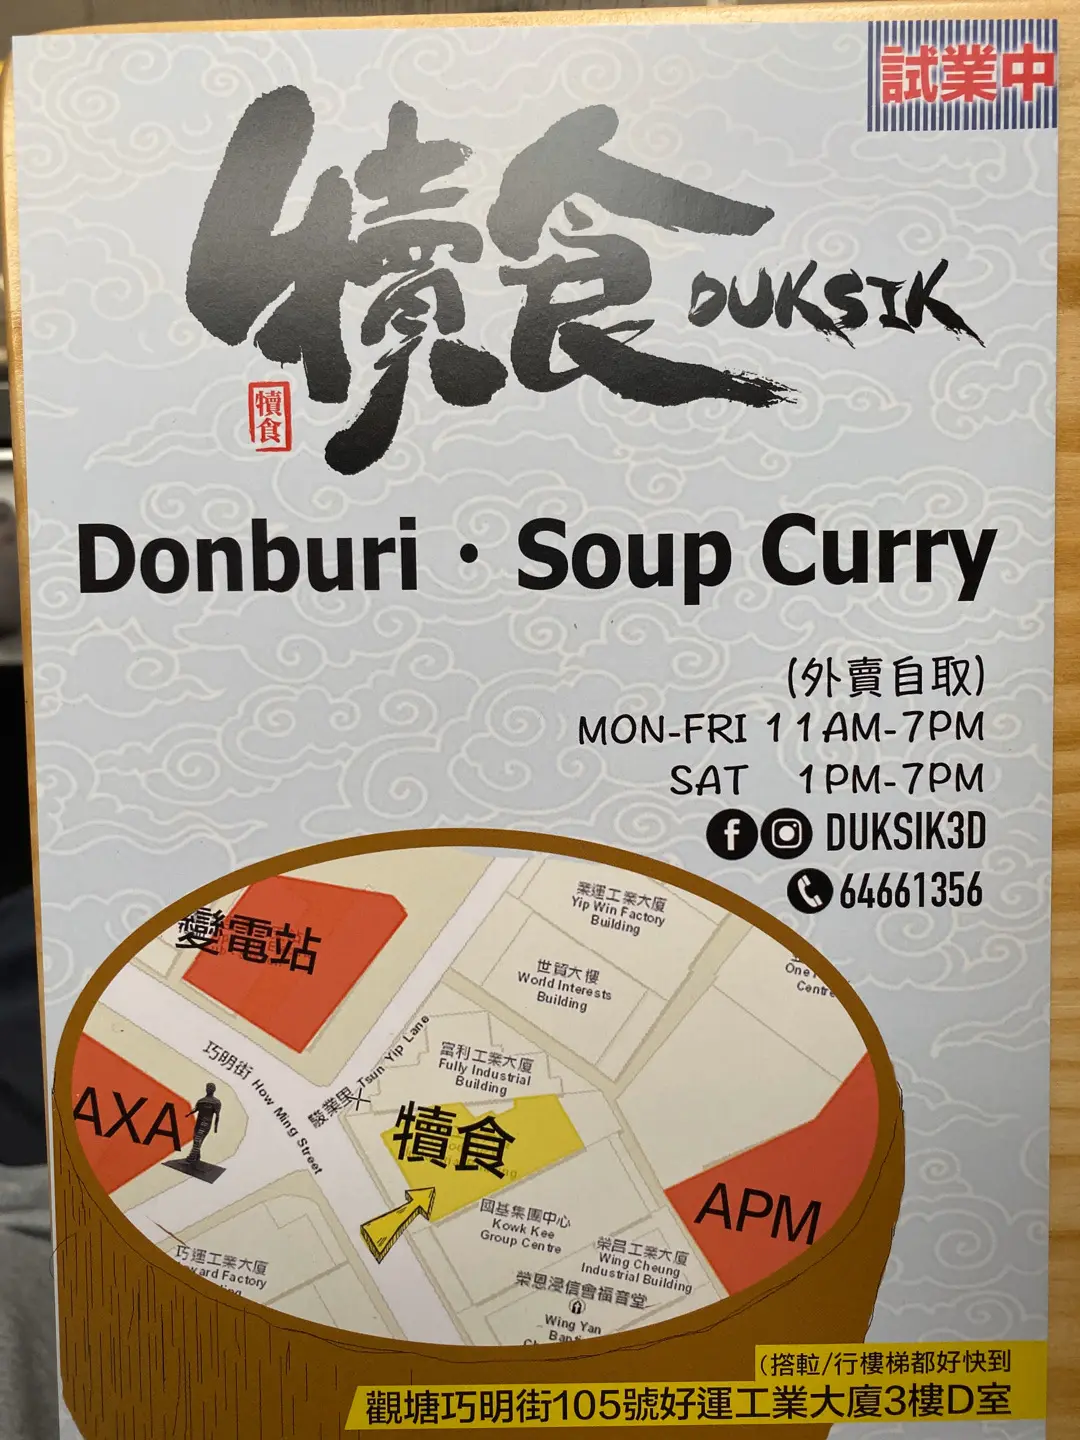 試業中
犢食 DUKSIK
犢食
Donburi · Soup Curry
(外賣自取)
MON-FRI 11AM-7PM
SAT 1PM-7PM
DUKSIK3D
64661356
變電站
業運工業大廈
Yip Win Factory
Building
世貿大樓
World Interests
Building
One
Centre
巧明街 How Ming Street
駿業里 Tsun Yip Lane
富利工業大廈
Fully Industrial
Building
AXA
犢食
APM
國基集團中心
Kowk Kee
Group Centre
榮昌工業大廈
Wing Cheung
Industrial Building
榮恩浸信會福音堂
Wing Yan
巧運工業大廈
ward Factory
(撘𨋢/行樓梯都好快到
觀塘巧明街105號好運工業大廈3樓D室